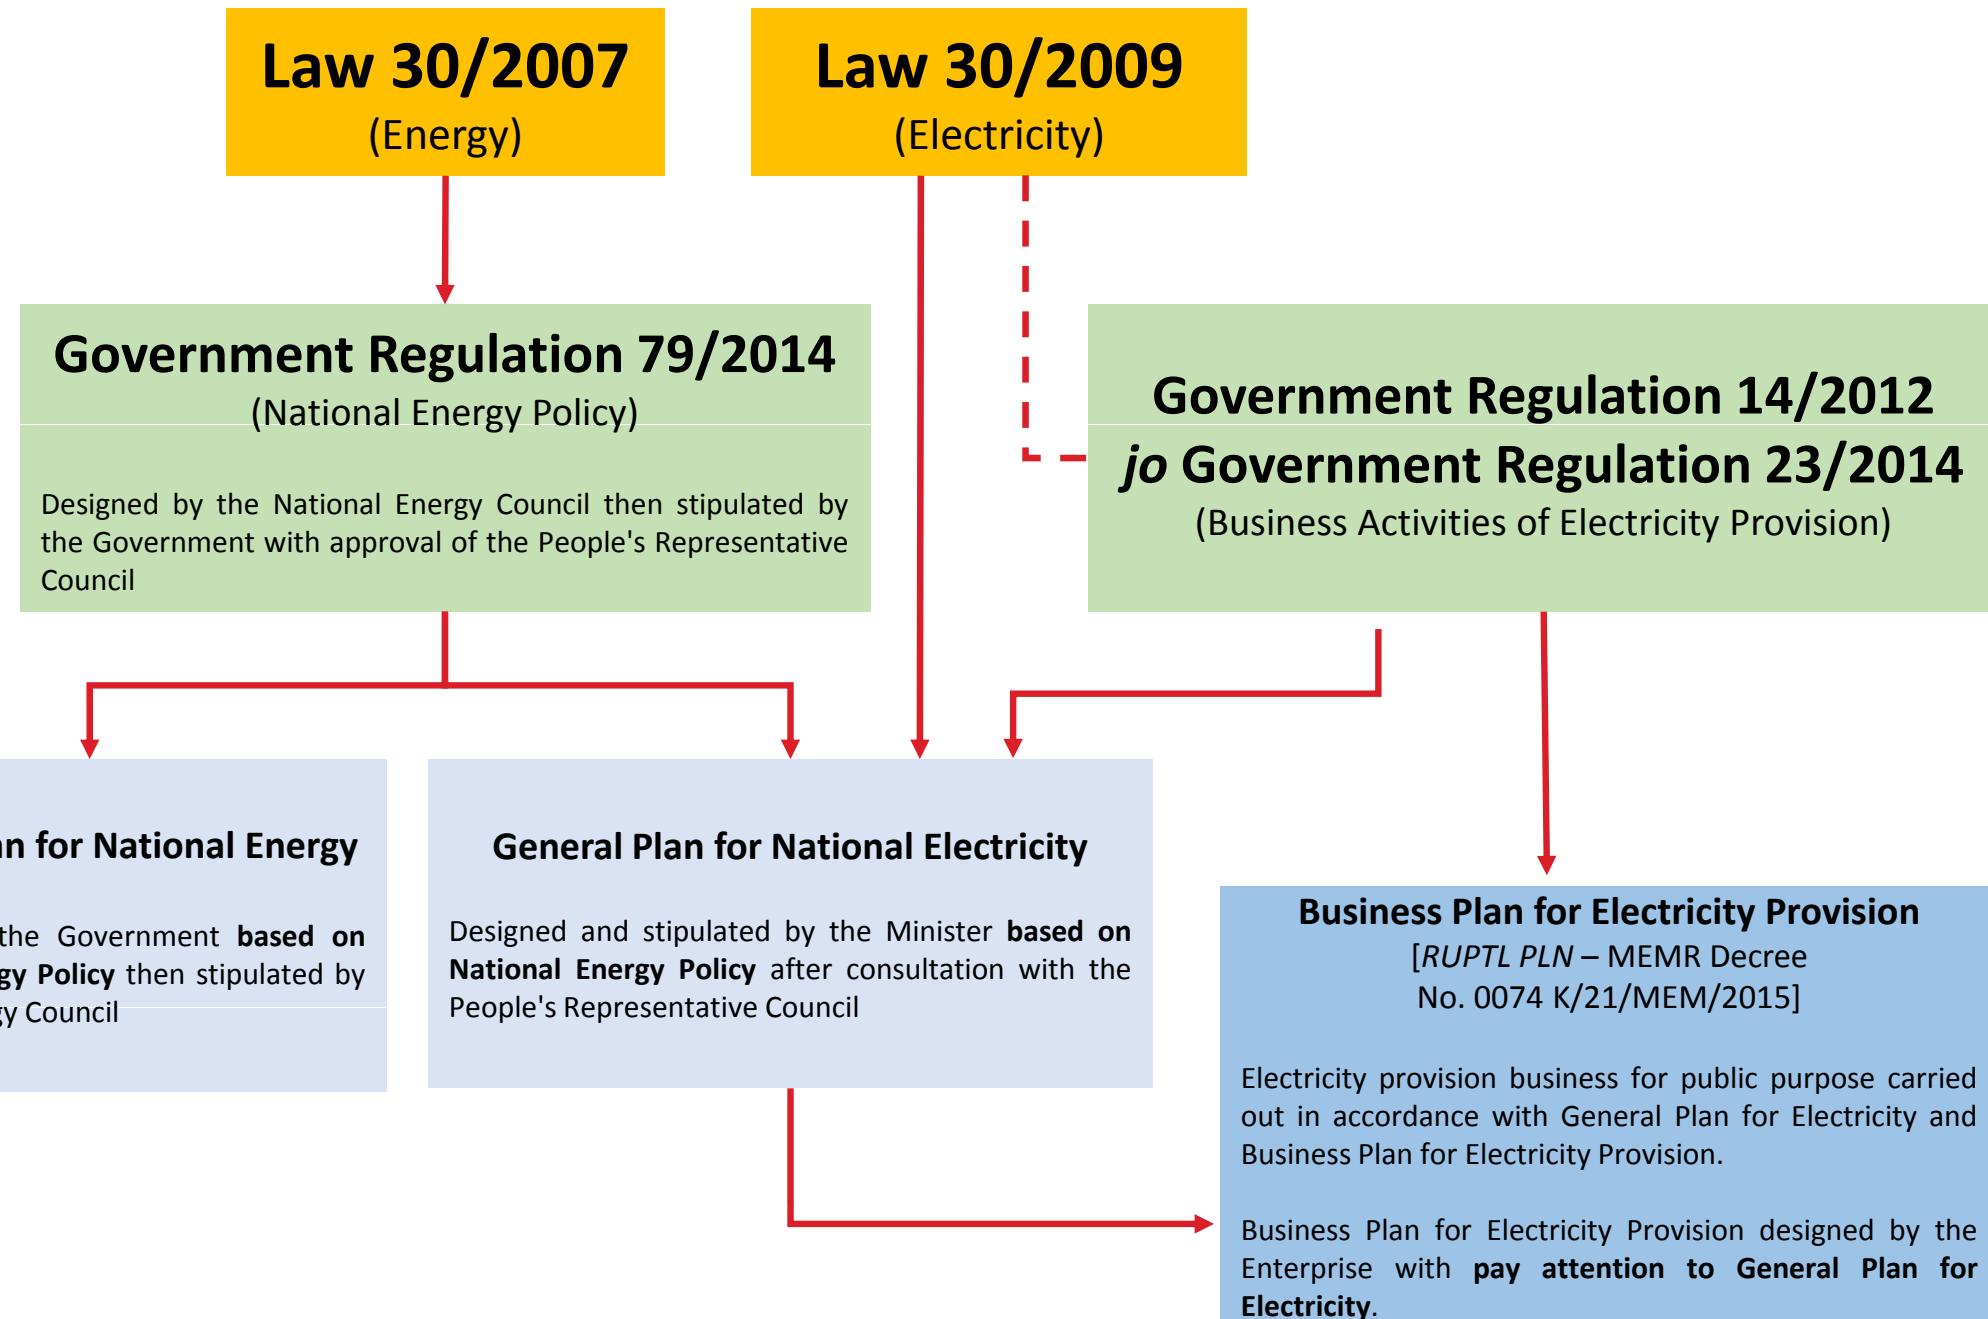 Law 30/2007
(Energy)
Law 30/2009
(Electricity)
Government Regulation 79/2014
(National Energy Policy)
Designed by the National Energy Council then stipulated by
the Government with approval of the People's Representative
Council
Government Regulation 14/2012
jo Government Regulation 23/2014
(Business Activities of Electricity Provision)
for National Energy
the Government based on
Policy then stipulated by
Council
General Plan for National Electricity
Designed and stipulated by the Minister based on
National Energy Policy after consultation with the
People's Representative Council
Business Plan for Electricity Provision
[RUPTL PLN – MEMR Decree
No. 0074 K/21/MEM/2015]
Electricity provision business for public purpose carried
out in accordance with General Plan for Electricity and
Business Plan for Electricity Provision.
Business Plan for Electricity Provision designed by the
Enterprise with pay attention to General Plan for
Electricity.